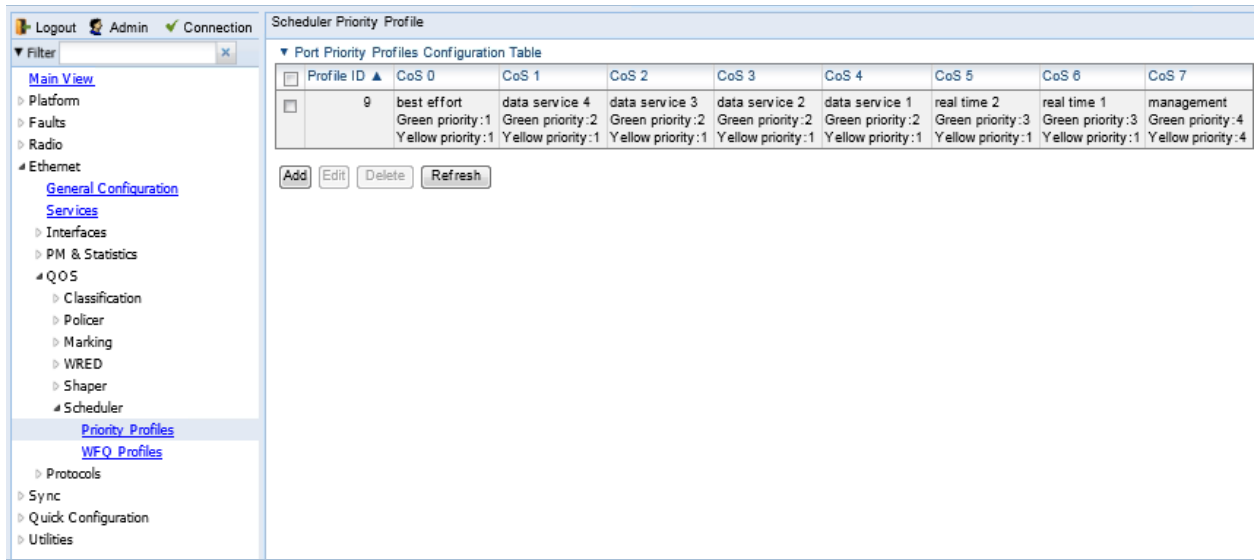 Logout Admin Connection
Filter
Main View
Platform
Faults
Radio
Ethernet
General Configuration
Services
Interfaces
PM & Statistics
QOS
Classification
Policer
Marking
WRED
Shaper
Scheduler
Priority Profiles
WFQ Profiles
Protocols
Sync
Quick Configuration
Utilities
Scheduler Priority Profile
▼ Port Priority Profiles Configuration Table
Profile ID ▲ CoS 0 CoS 1 CoS 2 CoS 3 CoS 4 CoS 5 CoS 6 CoS 7
9 best effort data service 4 data service 3 data service 2 data service 1 real time 2 real time 1 management
Green priority:1 Green priority:2 Green priority:2 Green priority:2 Green priority:2 Green priority:3 Green priority:3 Green priority:4
Yellow priority:1 Yellow priority:1 Yellow priority:1 Yellow priority:1 Yellow priority:1 Yellow priority:1 Yellow priority:1 Yellow priority:4
Add Edit Delete Refresh